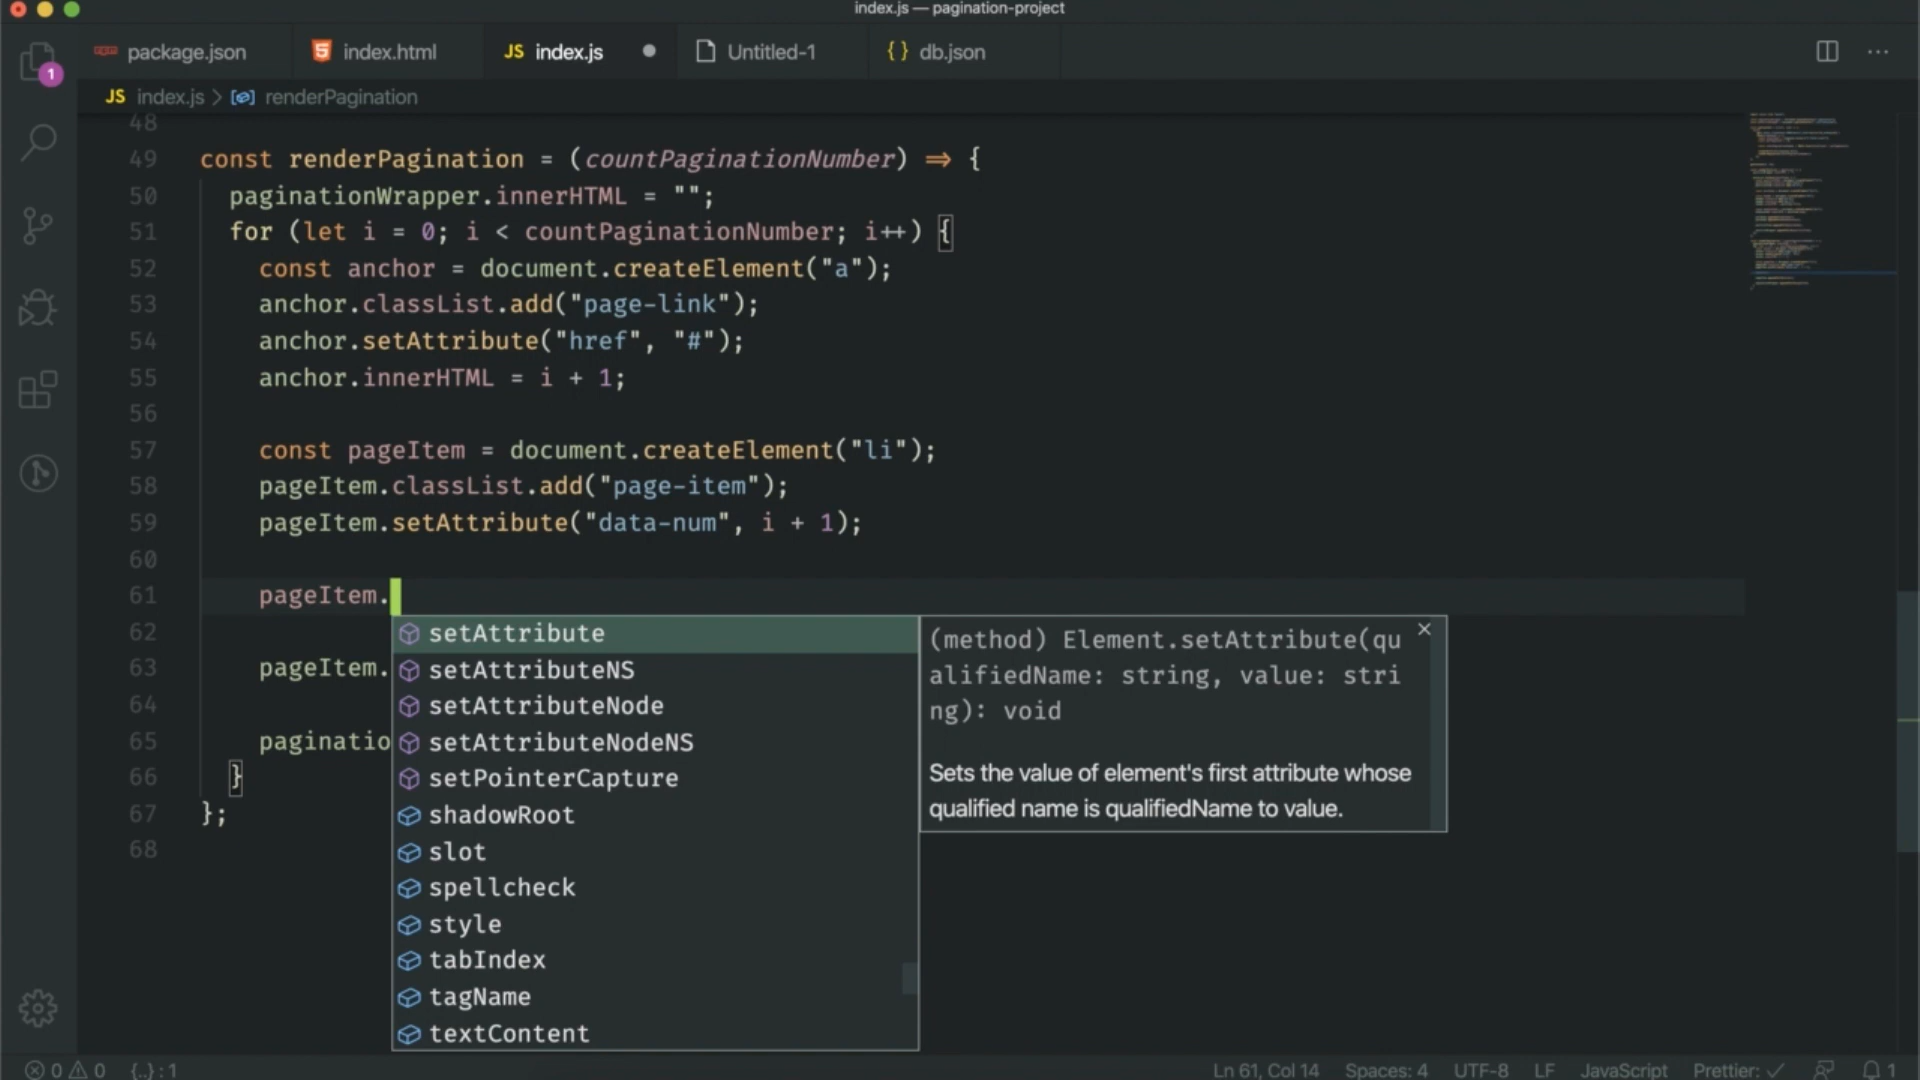 index.js — pagination-project
package.json
index.html
JS index.js
Untitled-1
{ } db.json
1
JS index.js > renderPagination
48
49 const renderPagination = (countPaginationNumber) => {
50 paginationWrapper.innerHTML = "";
51 for (let i = 0; i < countPaginationNumber; i++) {
52 const anchor = document.createElement("a");
53 anchor.classList.add("page-link");
54 anchor.setAttribute("href", "#");
55 anchor.innerHTML = i + 1;
56
57 const pageItem = document.createElement("li");
58 pageItem.classList.add("page-item");
59 pageItem.setAttribute("data-num", i + 1);
60
61 pageItem.
62
63 pageItem.
64
65 paginatio
66 }
67 };
68
setAttribute
setAttributeNS
setAttributeNode
setAttributeNodeNS
setPointerCapture
shadowRoot
slot
spellcheck
style
tabIndex
tagName
textContent
(method) Element.setAttribute(qu
alifiedName: string, value: stri
ng): void
Sets the value of element's first attribute whose
qualified name is qualifiedName to value.
0 0 {..} : 1
Ln 61, Col 14 Spaces: 4 UTF-8 LF JavaScript Prettier: ✓ 1